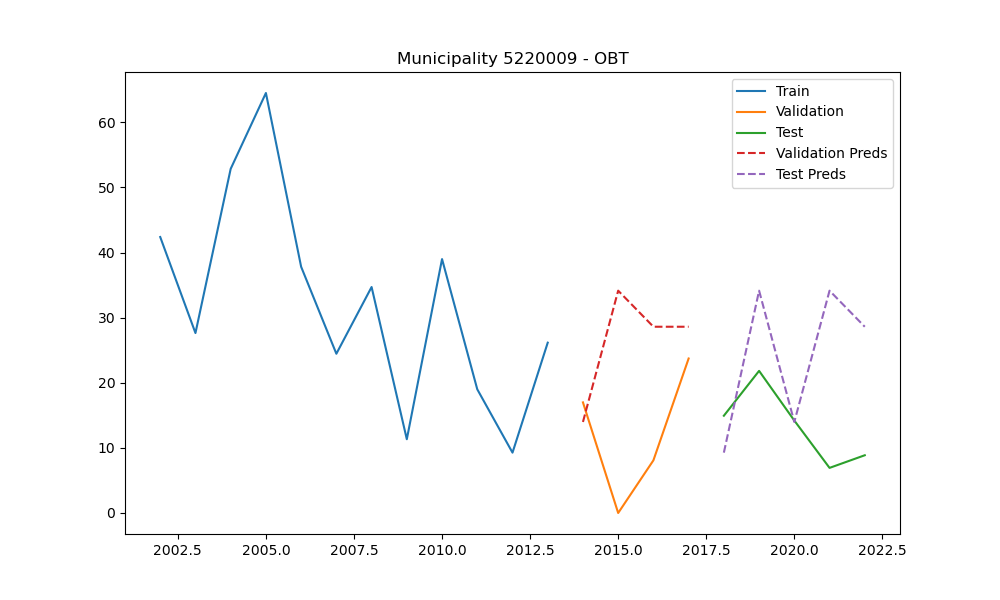 Municipality 5220009 - OBT
Train
Validation
Test
Validation Preds
Test Preds
60
50
40
30
20
10
0
2002.5 2005.0 2007.5 2010.0 2012.5 2015.0 2017.5 2020.0 2022.5